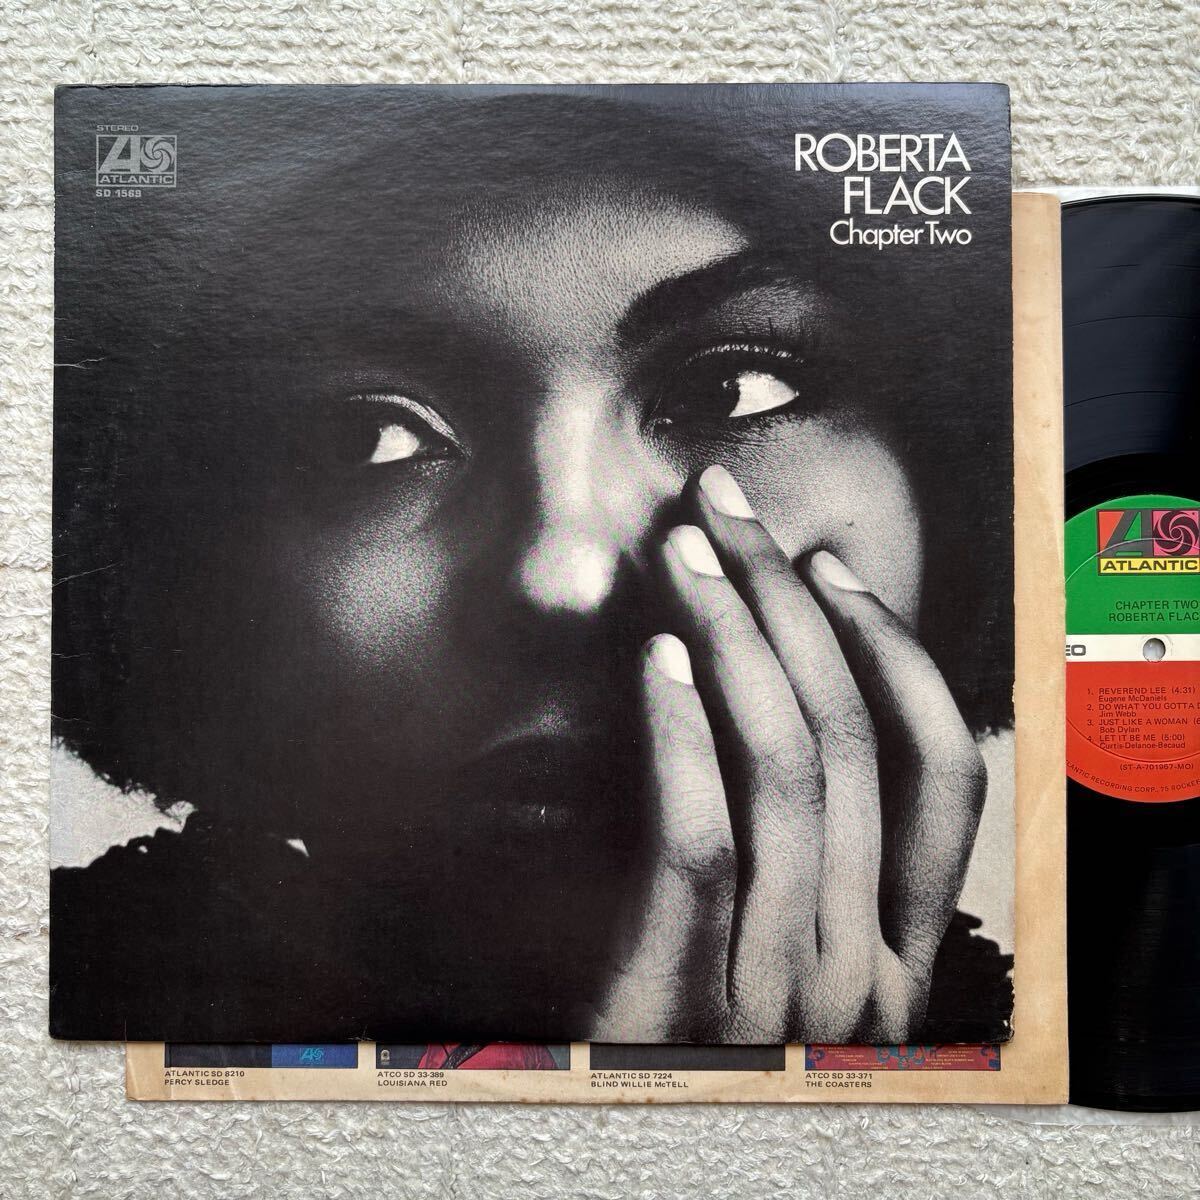 STEREO
ATLANTIC
SD 1569
ROBERTA
FLACK
Chapter Two
ATLANTIC
CHAPTER TWO
ROBERTA FLAC
EO
1. REVEREND LEE (4:31)
Eugene McDaniels
2. DO WHAT YOU GOTTA D
Jim Webb
3. JUST LIKE A WOMAN (6
Bob Dylan
4. LET IT BE ME (5:00)
Curtis-Delanoe-Becaud
(ST-A-701957-MO)
ATLANTIC RECORDING CORP., 75 ROCKEF
ATLANTIC SD 8210
PERCY SLEDGE
ATCO SD 33-389
LOUISIANA RED
ATLANTIC SD 7224
BLIND WILLIE McTELL
ATCO SD 33-371
THE COASTERS